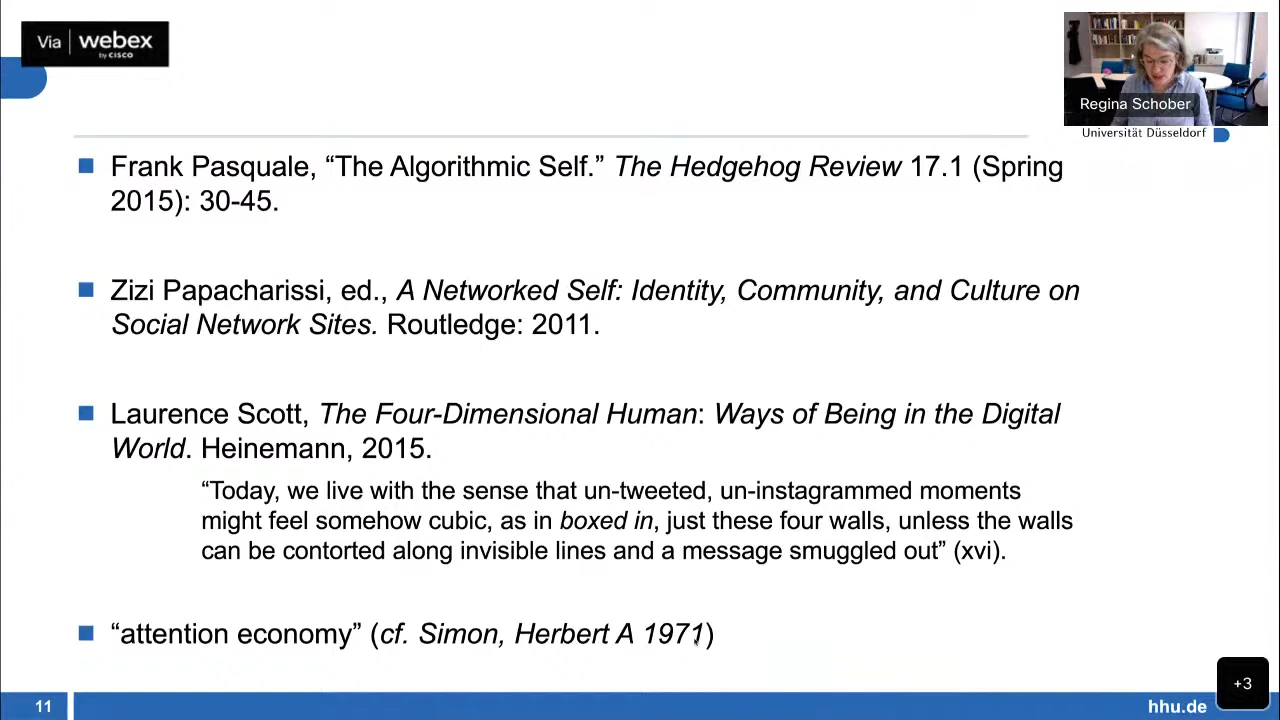 Via webex
by CISCO
Regina Schober
Universität Düsseldorf
Frank Pasquale, “The Algorithmic Self.” The Hedgehog Review 17.1 (Spring
2015): 30-45.
Zizi Papacharissi, ed., A Networked Self: Identity, Community, and Culture on
Social Network Sites. Routledge: 2011.
Laurence Scott, The Four-Dimensional Human: Ways of Being in the Digital
World. Heinemann, 2015.
“Today, we live with the sense that un-tweeted, un-instagrammed moments
might feel somehow cubic, as in boxed in, just these four walls, unless the walls
can be contorted along invisible lines and a message smuggled out” (xvi).
“attention economy” (cf. Simon, Herbert A 1971)
11
hhu.de
+3